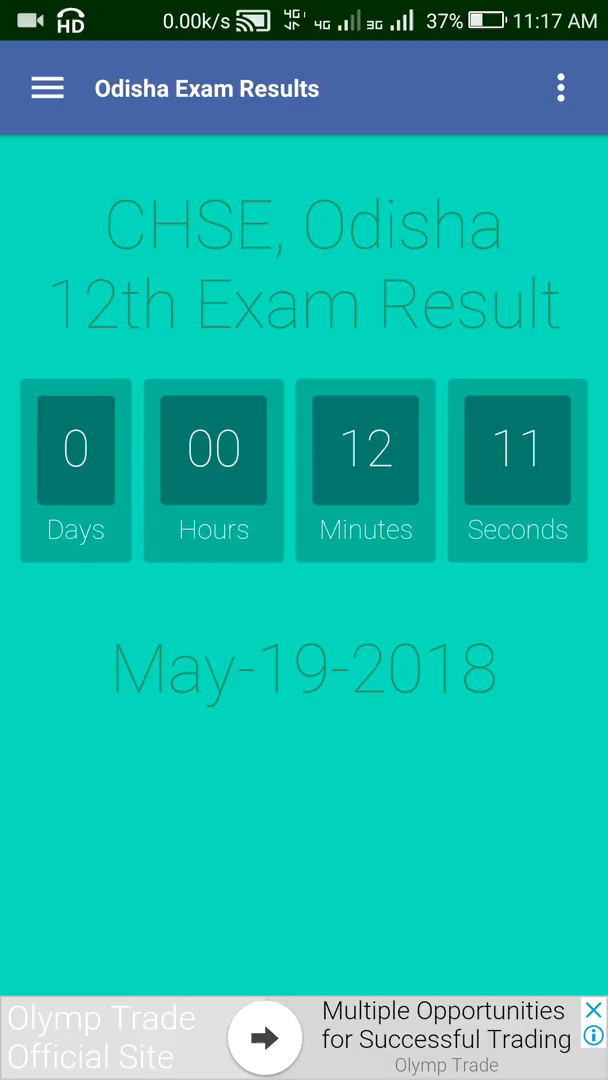 HD 0.00k/s 4G 4G 3G 37% 11:17 AM
Odisha Exam Results
CHSE, Odisha
12th Exam Result
0 00 12 11
Days Hours Minutes Seconds
May-19-2018
Olymp Trade
Official Site
Multiple Opportunities
for Successful Trading
Olymp Trade